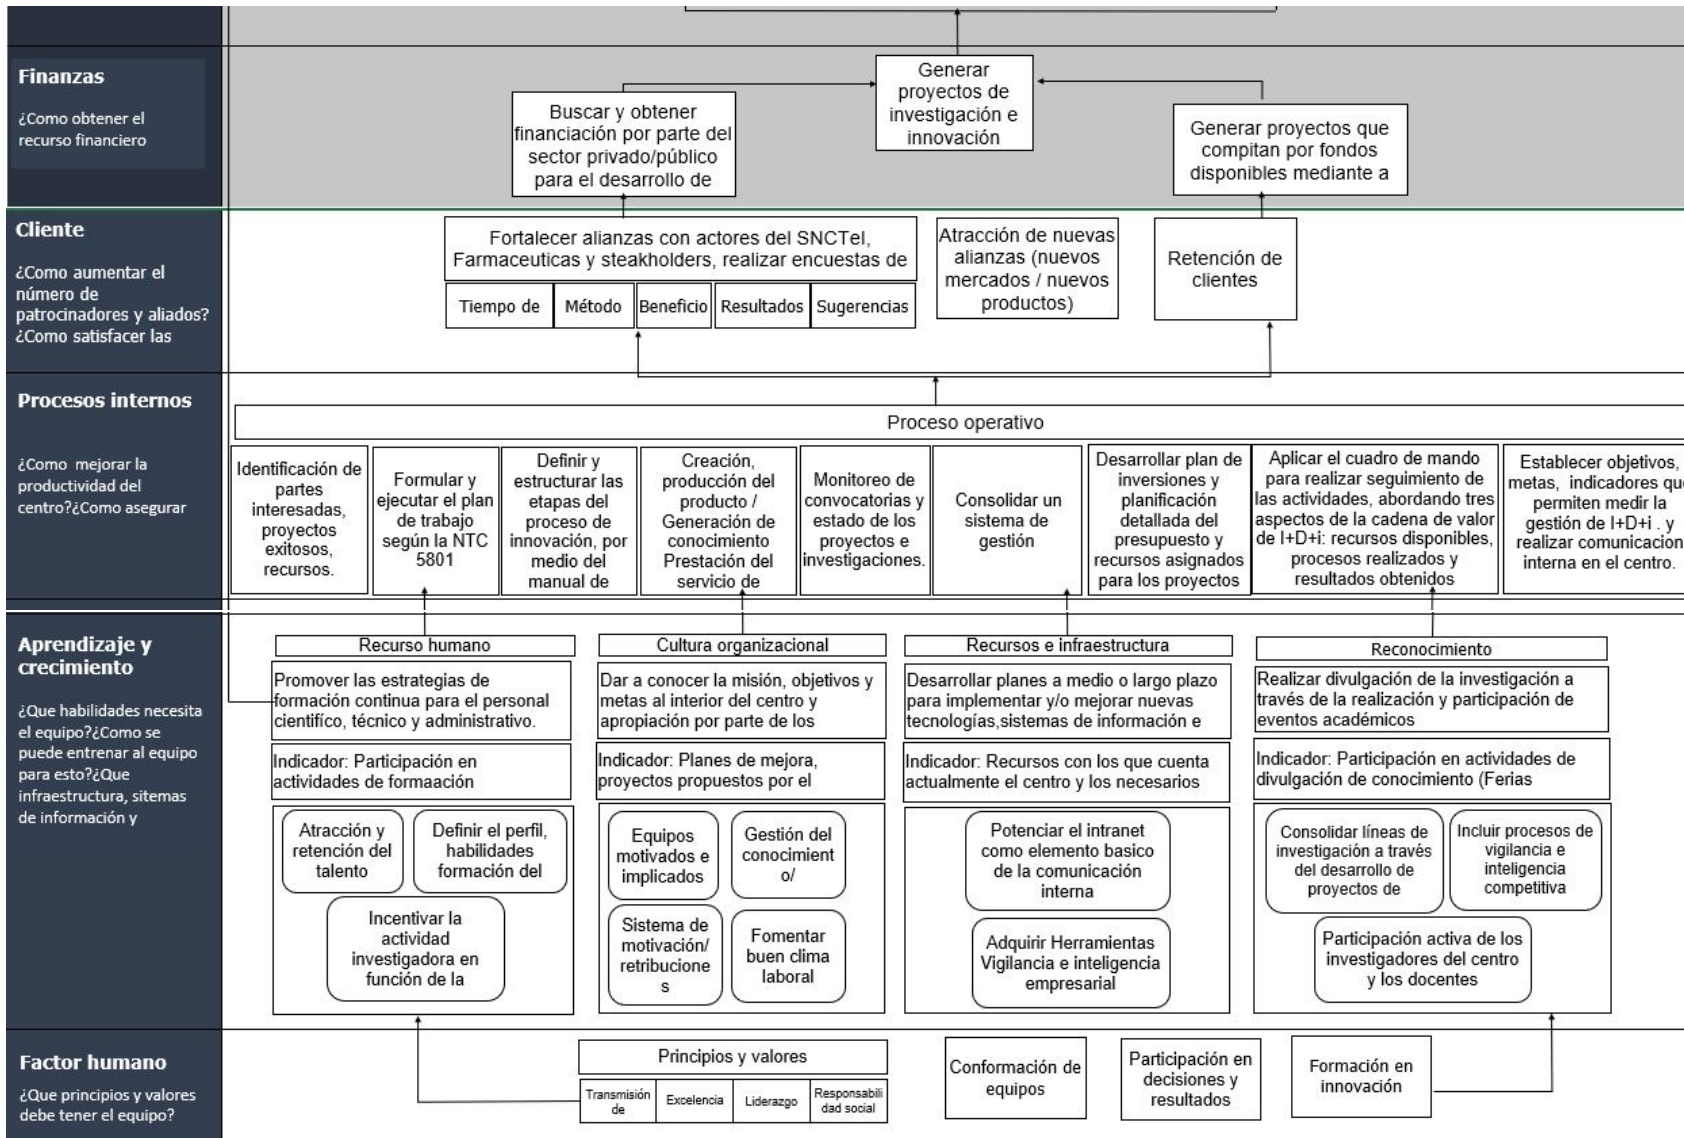 Finanzas
¿Como obtener el
recurso financiero
Generar
proyectos de
investigación e
innovación
Buscar y obtener
financiación por parte del
sector privado/público
para el desarrollo de
Generar proyectos que
compitan por fondos
disponibles mediante a
Cliente
¿Como aumentar el
número de
patrocinadores y aliados?
¿Como satisfacer las
Fortalecer alianzas con actores del SNCTeI,
Farmaceuticas y steakholders, realizar encuestas de
Tiempo de
Método
Beneficio
Resultados
Sugerencias
Atracción de nuevas
alianzas (nuevos
mercados / nuevos
productos)
Retención de
clientes
Procesos internos
¿Como  mejorar la
productividad del
centro?¿Como asegurar
Proceso operativo
Identificación de
partes
interesadas,
proyectos
exitosos,
recursos.
Formular y
ejecutar el plan
de trabajo
según la NTC
5801
Definir y
estructurar las
etapas del
proceso de
innovación, por
medio del
manual de
Creación,
producción del
producto /
Generación de
conocimiento
Prestación del
servicio de
Monitoreo de
convocatorias y
estado de los
proyectos e
investigaciones.
Consolidar un
sistema de
gestión
Desarrollar plan de
inversiones y
planificación
detallada del
presupuesto y
recursos asignados
para los proyectos
Aplicar el cuadro de mando
para realizar seguimiento de
las actividades, abordando tres
aspectos de la cadena de valor
de I+D+i: recursos disponibles,
procesos realizados y
resultados obtenidos
Establecer objetivos,
metas,  indicadores que
permiten medir la
gestión de I+D+i . y
realizar comunicacion
interna en el centro.
Aprendizaje y
crecimiento
¿Que habilidades necesita
el equipo?¿Como se
puede entrenar al equipo
para esto?¿Que
infraestructura, sitemas
de información y
Recurso humano
Promover las estrategias de
formación continua para el personal
científico, técnico y administrativo.
Indicador: Participación en
actividades de formaación
Atracción y
retención del
talento
Definir el perfil,
habilidades
formación del
Incentivar la
actividad
investigadora en
función de la
Cultura organizacional
Dar a conocer la misión, objetivos y
metas al interior del centro y
apropiación por parte de los
Indicador: Planes de mejora,
proyectos propuestos por el
Equipos
motivados e
implicados
Gestión del
conocimient
o/
Sistema de
motivación/
retribucione
s
Fomentar
buen clima
laboral
Recursos e infraestructura
Desarrollar planes a medio o largo plazo
para implementar y/o mejorar nuevas
tecnologías,sistemas de información e
Indicador: Recursos con los que cuenta
actualmente el centro y los necesarios
Potenciar el intranet
como elemento basico
de la comunicación
interna
Adquirir Herramientas
Vigilancia e inteligencia
empresarial
Reconocimiento
Realizar divulgación de la investigación a
través de la realización y participación de
eventos académicos
Indicador: Participación en actividades de
divulgación de conocimiento (Ferias
Consolidar líneas de
investigación a través
del desarrollo de
proyectos de
Incluir procesos de
vigilancia e
inteligencia
competitiva
Participación activa de los
investigadores del centro
y los docentes
Factor humano
¿Que principios y valores
debe tener el equipo?
Principios y valores
Transmisión
de
Excelencia
Liderazgo
Responsabili
dad social
Conformación de
equipos
Participación en
decisiones y
resultados
Formación en
innovación